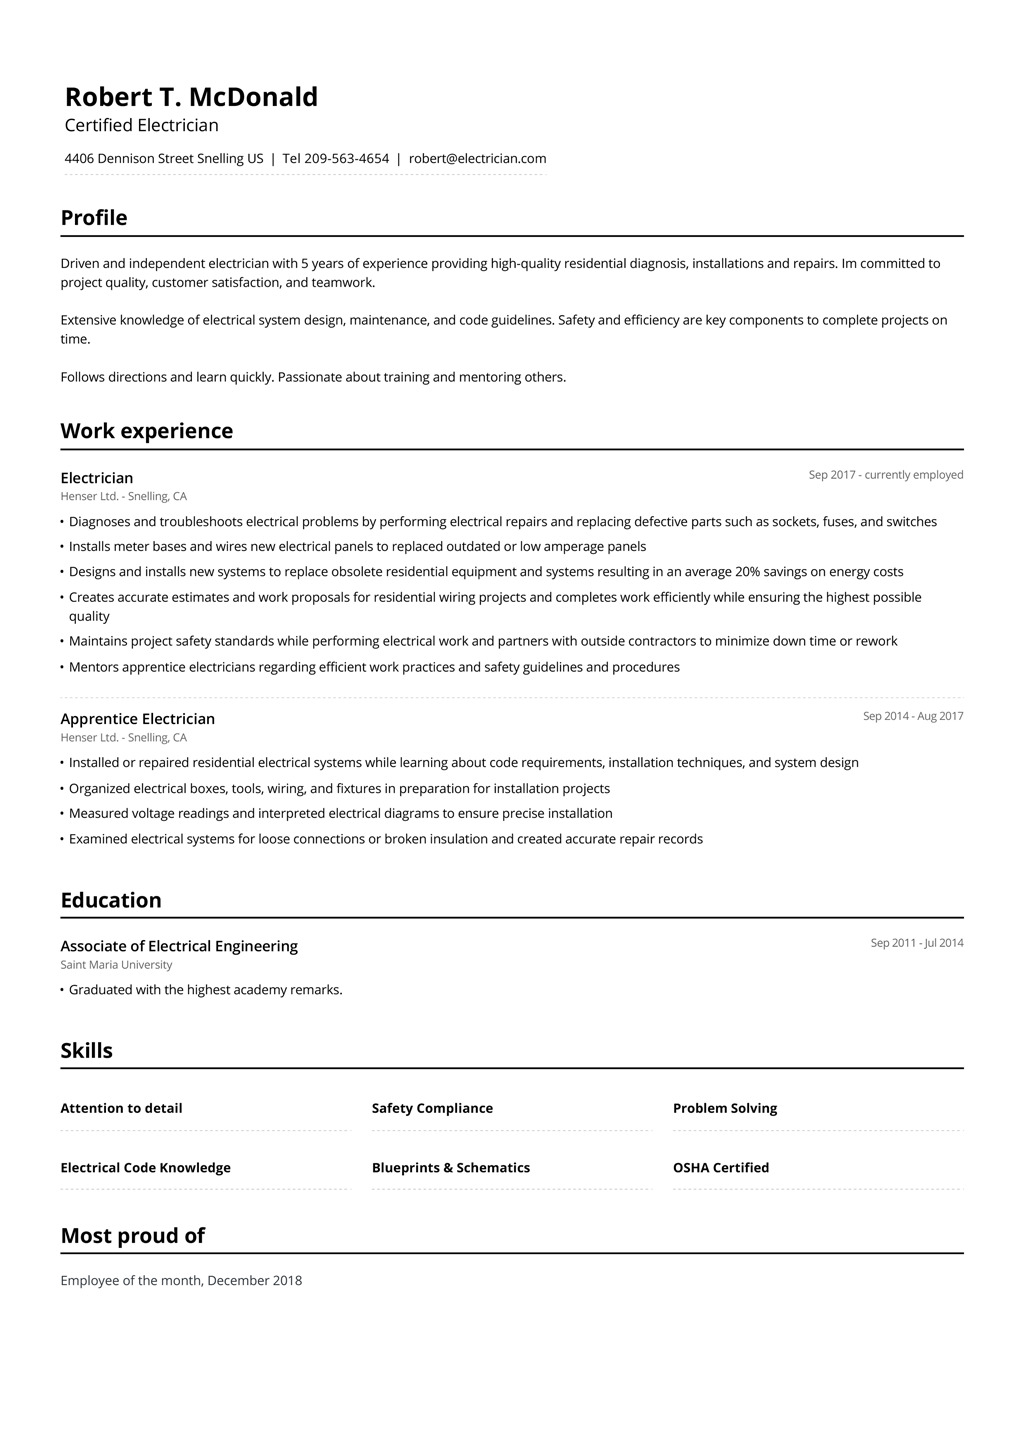 Robert T. McDonald
Certified Electrician
4406 Dennison Street Snelling US | Tel 209-563-4654 | robert@electrician.com
Profile
Driven and independent electrician with 5 years of experience providing high-quality residential diagnosis, installations and repairs. Im committed to
project quality, customer satisfaction, and teamwork.
Extensive knowledge of electrical system design, maintenance, and code guidelines. Safety and efficiency are key components to complete projects on
time.
Follows directions and learn quickly. Passionate about training and mentoring others.
Work experience
Electrician
Sep 2017 - currently employed
Henser Ltd. - Snelling, CA
• Diagnoses and troubleshoots electrical problems by performing electrical repairs and replacing defective parts such as sockets, fuses, and switches
• Installs meter bases and wires new electrical panels to replaced outdated or low amperage panels
• Designs and installs new systems to replace obsolete residential equipment and systems resulting in an average 20% savings on energy costs
• Creates accurate estimates and work proposals for residential wiring projects and completes work efficiently while ensuring the highest possible
quality
• Maintains project safety standards while performing electrical work and partners with outside contractors to minimize down time or rework
• Mentors apprentice electricians regarding efficient work practices and safety guidelines and procedures
Apprentice Electrician
Sep 2014 - Aug 2017
Henser Ltd. - Snelling, CA
• Installed or repaired residential electrical systems while learning about code requirements, installation techniques, and system design
• Organized electrical boxes, tools, wiring, and fixtures in preparation for installation projects
• Measured voltage readings and interpreted electrical diagrams to ensure precise installation
• Examined electrical systems for loose connections or broken insulation and created accurate repair records
Education
Associate of Electrical Engineering
Sep 2011 - Jul 2014
Saint Maria University
• Graduated with the highest academy remarks.
Skills
Attention to detail
Safety Compliance
Problem Solving
Electrical Code Knowledge
Blueprints & Schematics
OSHA Certified
Most proud of
Employee of the month, December 2018